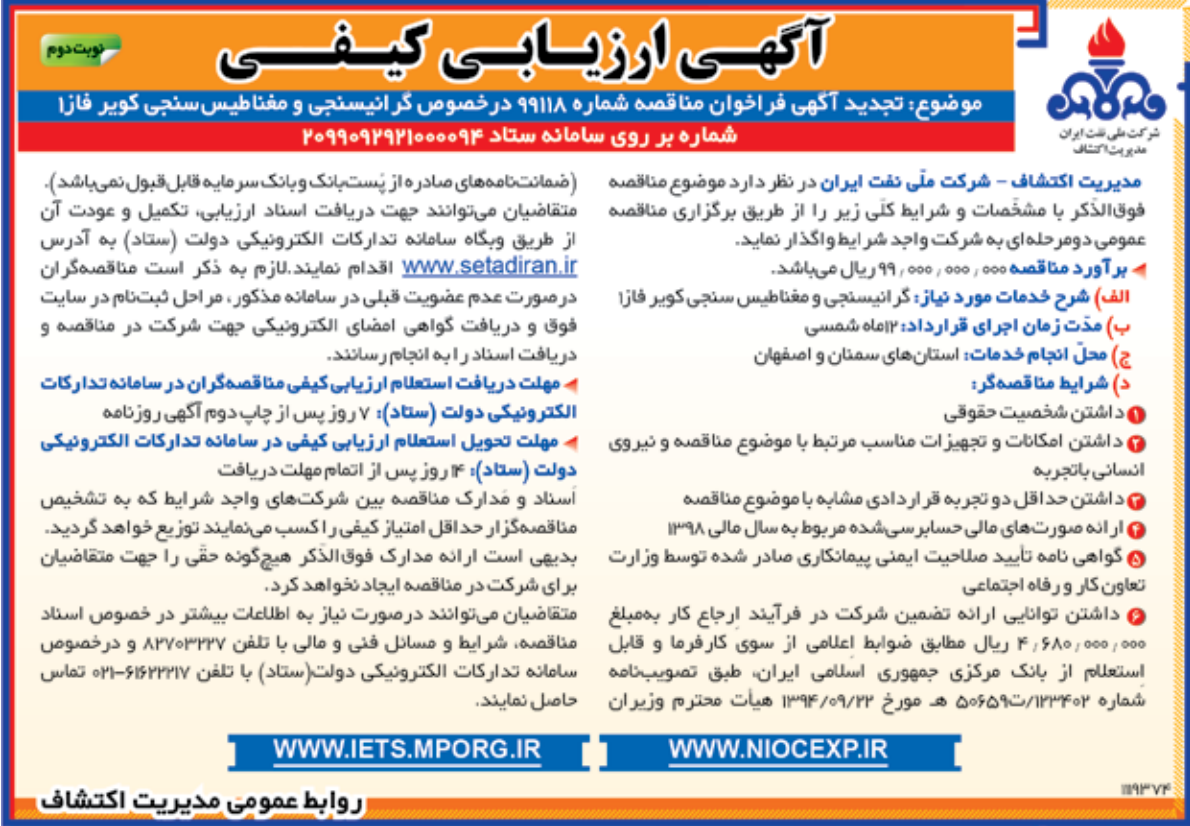 آگهی ارزیابی کیفی
نوبت دوم
موضوع: تجدید آگهی فراخوان مناقصه شماره ۹۹۱۱۸ درخصوص گرانیسنجی و مغناطیس‌سنجی کویر فاز۱
شماره بر روی سامانه ستاد ۲۰۹۹۰۹۲۹۲۱۰۰۰۰۹۴
شرکت ملی نفت ایران
مدیریت اکتشاف
مدیریت اکتشاف – شرکت ملّی نفت ایران در نظر دارد موضوع مناقصه
فوق‌الذّکر با مشخّصات و شرایط کلّی زیر را از طریق برگزاری مناقصه
عمومی دومرحله‌ای به شرکت واجد شرایط واگذار نماید.
برآورد مناقصه ۹۹,۰۰۰,۰۰۰,۰۰۰ ریال می‌باشد.
الف) شرح خدمات مورد نیاز: گرانیسنجی و مغناطیس سنجی کویر فاز۱
ب) مدّت زمان اجرای قرارداد: ۱۲ماه شمسی
ج) محلّ انجام خدمات: استان‌های سمنان و اصفهان
د) شرایط مناقصه‌گر:
۱ داشتن شخصیت حقوقی
۲ داشتن امکانات و تجهیزات مناسب مرتبط با موضوع مناقصه و نیروی
انسانی باتجربه
۳ داشتن حداقل دو تجربه قراردادی مشابه با موضوع مناقصه
۴ ارائه صورت‌های مالی حسابرسی‌شده مربوط به سال مالی ۱۳۹۸
۵ گواهی نامه تأیید صلاحیت ایمنی پیمانکاری صادر شده توسط وزارت
تعاون کار و رفاه اجتماعی
۶ داشتن توانایی ارائه تضمین شرکت در فرآیند اِرجاع کار به‌مبلغ
۴,۶۸۰,۰۰۰,۰۰۰ ریال مطابق ضوابط اِعلامی از سوی کارفرما و قابل
اِستعلام از بانک مرکزی جمهوری اسلامی ایران، طبق تصویب‌نامه
شماره ۱۲۳۴۰۲/ت۵۰۶۵۹ هـ مورخ ۱۳۹۴/۰۹/۲۲ هیأت محترم وزیران
(ضمانت‌نامه‌های صادره از پُست‌بانک و بانک سرمایه قابل‌قبول نمی‌باشد).
متقاضیان می‌توانند جهت دریافت اسناد ارزیابی، تکمیل و عودت آن
از طریق وبگاه سامانه تدارکات الکترونیکی دولت (ستاد) به آدرس
www.setadiran.ir اقدام نمایند.لازم به ذکر است مناقصه‌گران
درصورت عدم عضویت قبلی در سامانه مذکور، مراحل ثبت‌نام در سایت
فوق و دریافت گواهی امضای الکترونیکی جهت شرکت در مناقصه و
دریافت اسناد را به انجام رسانند.
مهلت دریافت استعلام ارزیابی کیفی مناقصه‌گران در سامانه تدارکات
الکترونیکی دولت (ستاد): ۷ روز پس از چاپ دوم آگهی روزنامه
مهلت تحویل استعلام ارزیابی کیفی در سامانه تدارکات الکترونیکی
دولت (ستاد): ۱۴ روز پس از اتمام مهلت دریافت
اَسناد و مَدارک مناقصه بین شرکت‌های واجد شرایط که به تشخیص
مناقصه‌گزار حداقل امتیاز کیفی را کسب می‌نمایند توزیع خواهد گردید.
بدیهی است ارائه مدارک فوق‌الذّکر هیچ‌گونه حقّی را جهت متقاضیان
برای شرکت در مناقصه ایجاد نخواهد کرد.
متقاضیان می‌توانند درصورت نیاز به اطلاعات بیشتر در خصوص اسناد
مناقصه، شرایط و مسائل فنی و مالی با تلفن ۸۲۷۰۳۲۲۷ و درخصوص
سامانه تدارکات الکترونیکی دولت(ستاد) با تلفن ۶۱۶۲۲۲۱۷–۰۲۱ تماس
حاصل نمایند.
WWW.NIOCEXP.IR
WWW.IETS.MPORG.IR
۱۱۱۹۳۷۴
روابط عمومی مدیریت اکتشاف